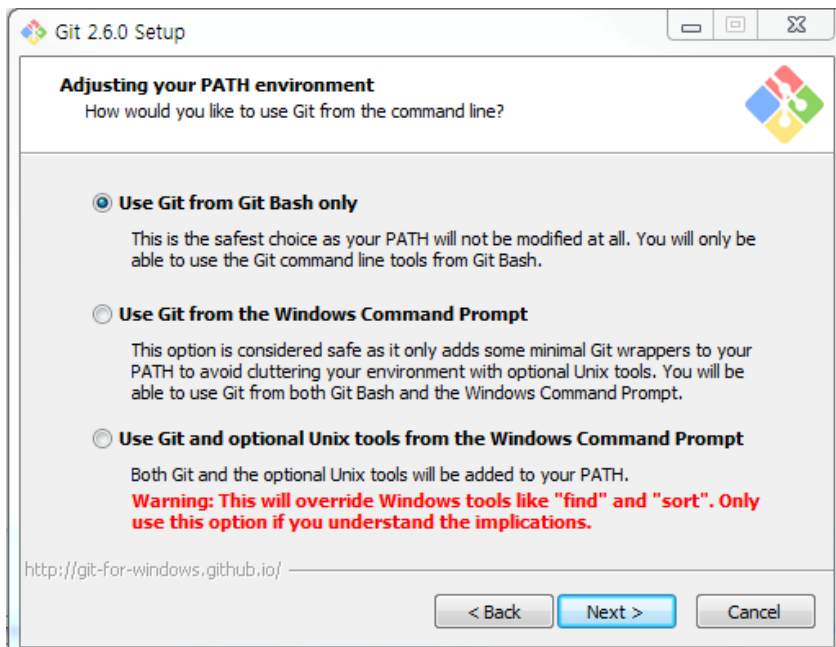 Git 2.6.0 Setup
Adjusting your PATH environment
How would you like to use Git from the command line?
Use Git from Git Bash only
This is the safest choice as your PATH will not be modified at all. You will only be
able to use the Git command line tools from Git Bash.
Use Git from the Windows Command Prompt
This option is considered safe as it only adds some minimal Git wrappers to your
PATH to avoid cluttering your environment with optional Unix tools. You will be
able to use Git from both Git Bash and the Windows Command Prompt.
Use Git and optional Unix tools from the Windows Command Prompt
Both Git and the optional Unix tools will be added to your PATH.
Warning: This will override Windows tools like "find" and "sort". Only
use this option if you understand the implications.
http://git-for-windows.github.io/
< Back Next > Cancel